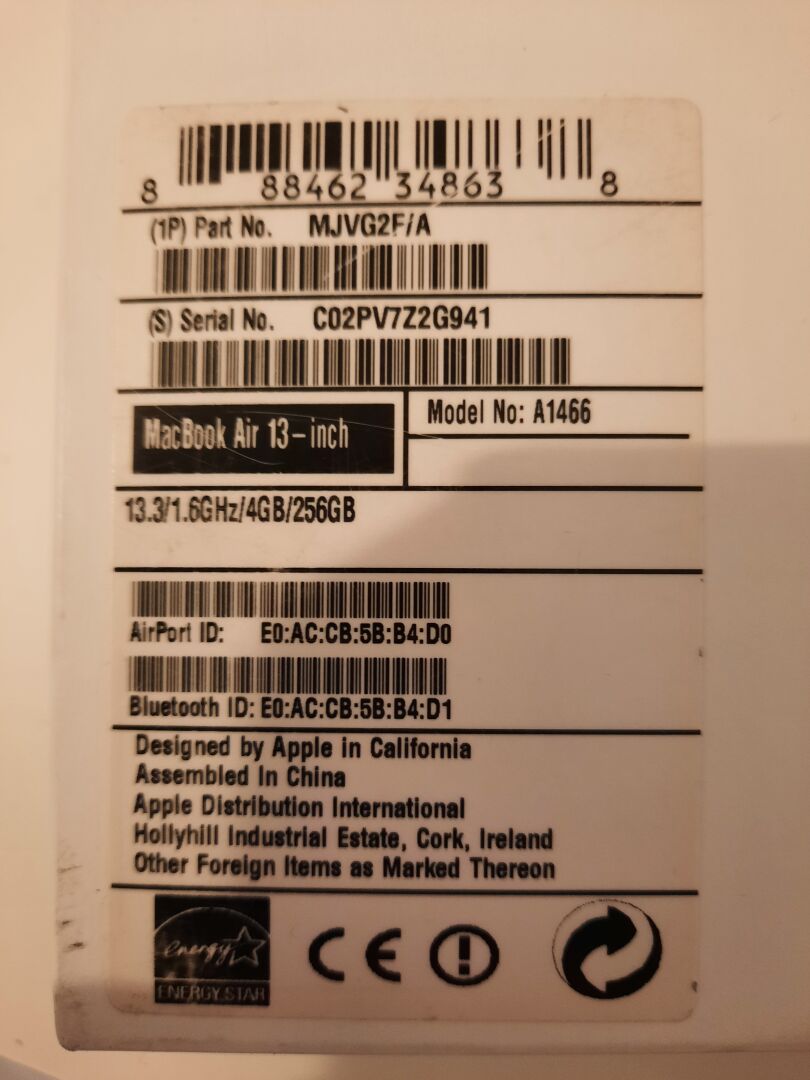 8 88462 34863 8
(1P) Part No. MJVG2F/A
(S) Serial No. C02PV7Z2G941
MacBook Air 13-inch
Model No: A1466
13.3/1.6GHz/4GB/256GB
AirPort ID: E0:AC:CB:5B:B4:D0
Bluetooth ID: E0:AC:CB:5B:B4:D1
Designed by Apple in California
Assembled In China
Apple Distribution International
Hollyhill Industrial Estate, Cork, Ireland
Other Foreign Items as Marked Thereon
energy
ENERGY STAR
CE